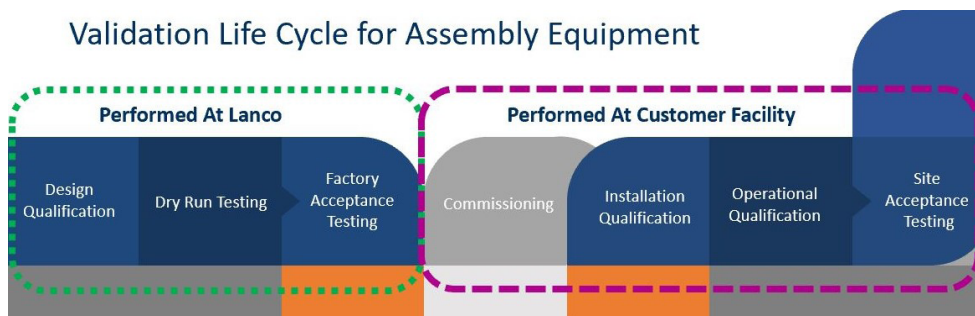 Validation Life Cycle for Assembly Equipment
Performed At Lanco
Performed At Customer Facility
Design
Qualification
Dry Run Testing
Factory
Acceptance
Testing
Commissioning
Installation
Qualification
Operational
Qualification
Site
Acceptance
Testing